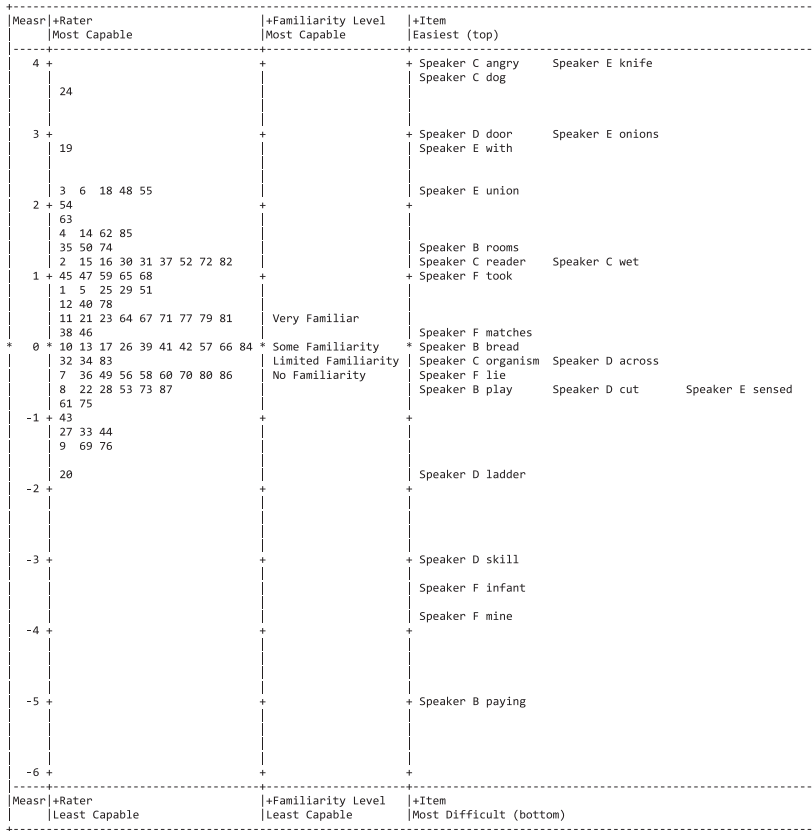 +-----------------------------------------------------------------------------------------------------------
|Measr|+Rater                        |+Familiarity Level  |+Item
|     |Most Capable                  |Most Capable        |Easiest (top)
|-----+------------------------------+--------------------+--------------------------------------------------
|   4 +                              +                    + Speaker C angry    Speaker E knife
|     |                              |                    | Speaker C dog
|     | 24                           |                    |
|     |                              |                    |
|     |                              |                    |
|   3 +                              +                    + Speaker D door     Speaker E onions
|     | 19                           |                    | Speaker E with
|     |                              |                    |
|     |                              |                    |
|     | 3  6  18 48 55               |                    | Speaker E union
|   2 + 54                           +                    +
|     | 63                           |                    |
|     | 4  14 62 85                  |                    |
|     | 35 50 74                     |                    | Speaker B rooms
|     | 2  15 16 30 31 37 52 72 82   |                    | Speaker C reader   Speaker C wet
|   1 + 45 47 59 65 68               +                    + Speaker F took
|     | 1  5  25 29 51               |                    |
|     | 12 40 78                     |                    |
|     | 11 21 23 64 67 71 77 79 81   | Very Familiar      |
|     | 38 46                        |                    | Speaker F matches
*   0 * 10 13 17 26 39 41 42 57 66 84 * Some Familiarity   * Speaker B bread
|     | 32 34 83                     | Limited Familiarity | Speaker C organism Speaker D across
|     | 7  36 49 56 58 60 70 80 86   | No Familiarity     | Speaker F lie
|     | 8  22 28 53 73 87            |                    | Speaker B play     Speaker D cut      Speaker E sensed
|     | 61 75                        |                    |
|  -1 + 43                           +                    +
|     | 27 33 44                     |                    |
|     | 9  69 76                     |                    |
|     |                              |                    |
|     | 20                           |                    | Speaker D ladder
|  -2 +                              +                    +
|     |                              |                    |
|     |                              |                    |
|     |                              |                    |
|     |                              |                    |
|  -3 +                              +                    + Speaker D skill
|     |                              |                    |
|     |                              |                    | Speaker F infant
|     |                              |                    |
|     |                              |                    | Speaker F mine
|  -4 +                              +                    +
|     |                              |                    |
|     |                              |                    |
|     |                              |                    |
|     |                              |                    |
|  -5 +                              +                    + Speaker B paying
|     |                              |                    |
|     |                              |                    |
|     |                              |                    |
|     |                              |                    |
|  -6 +                              +                    +
|-----+------------------------------+--------------------+--------------------------------------------------
|Measr|+Rater                        |+Familiarity Level  |+Item
|     |Least Capable                 |Least Capable       |Most Difficult (bottom)
+-----------------------------------------------------------------------------------------------------------